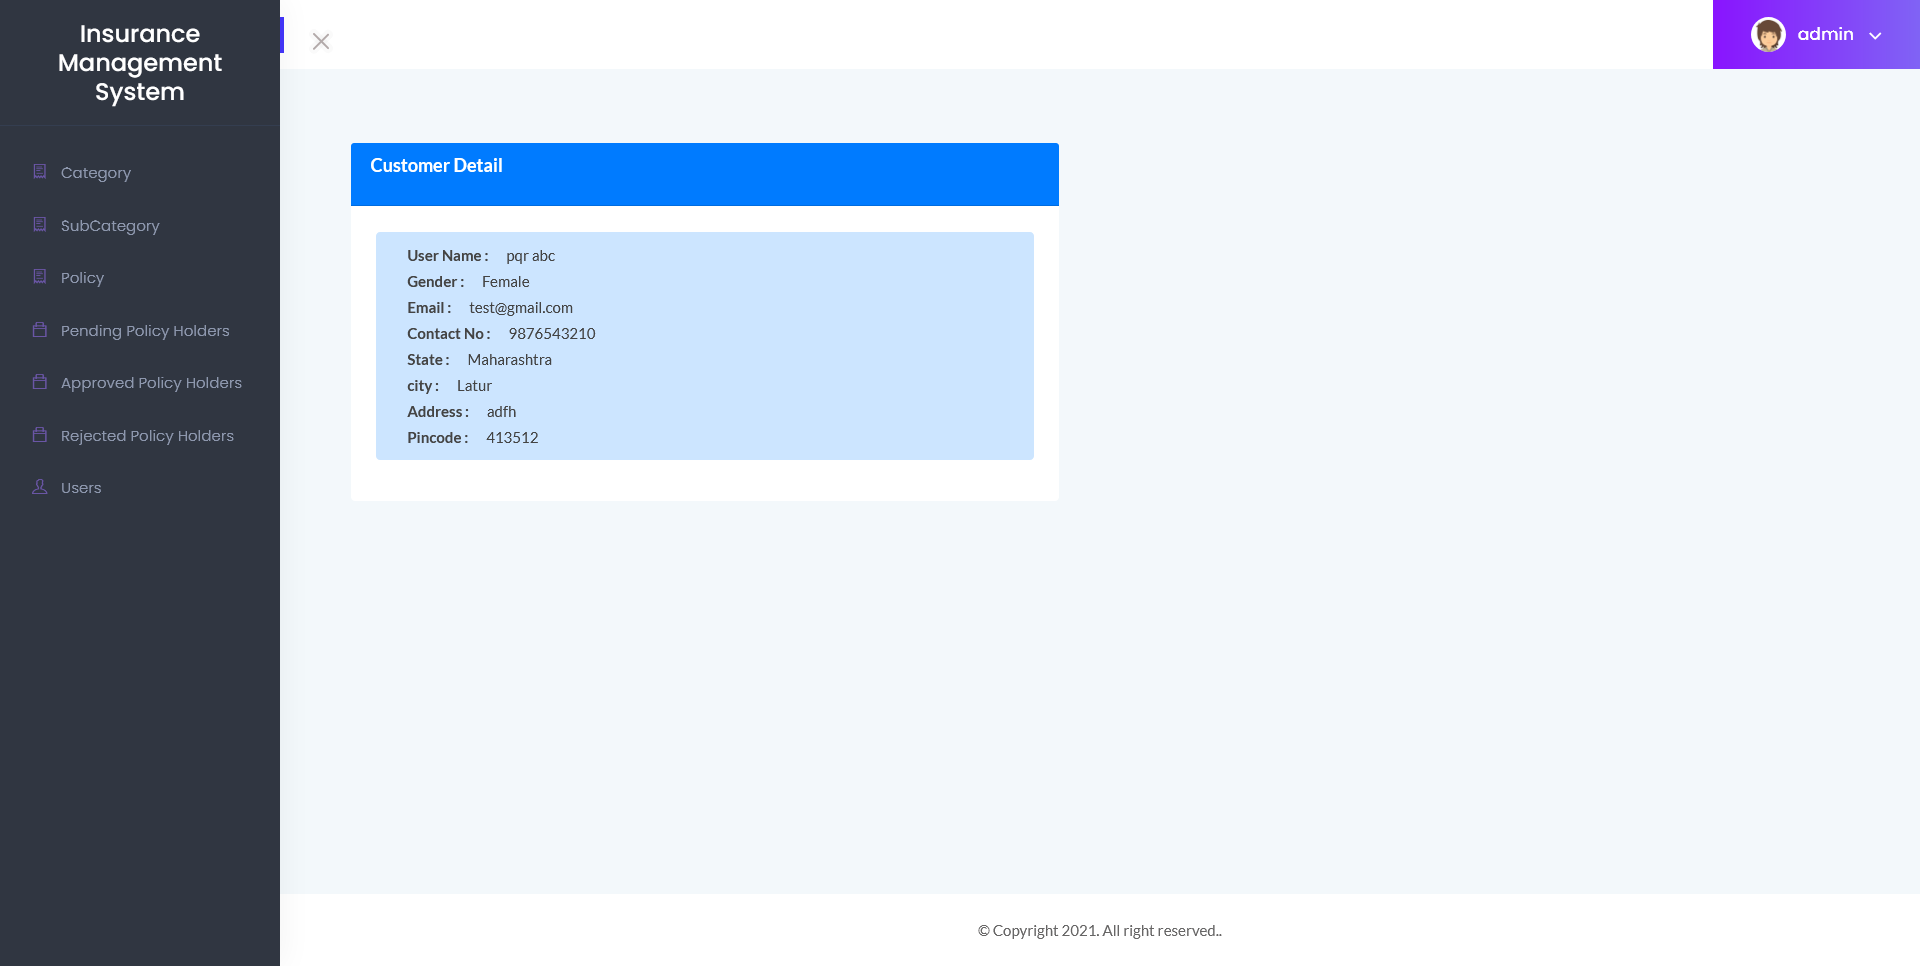 Insurance
Management
System
admin
Category
SubCategory
Policy
Pending Policy Holders
Approved Policy Holders
Rejected Policy Holders
Users
Customer Detail
User Name : pqr abc
Gender : Female
Email : test@gmail.com
Contact No : 9876543210
State : Maharashtra
city : Latur
Address : adfh
Pincode : 413512
© Copyright 2021. All right reserved..